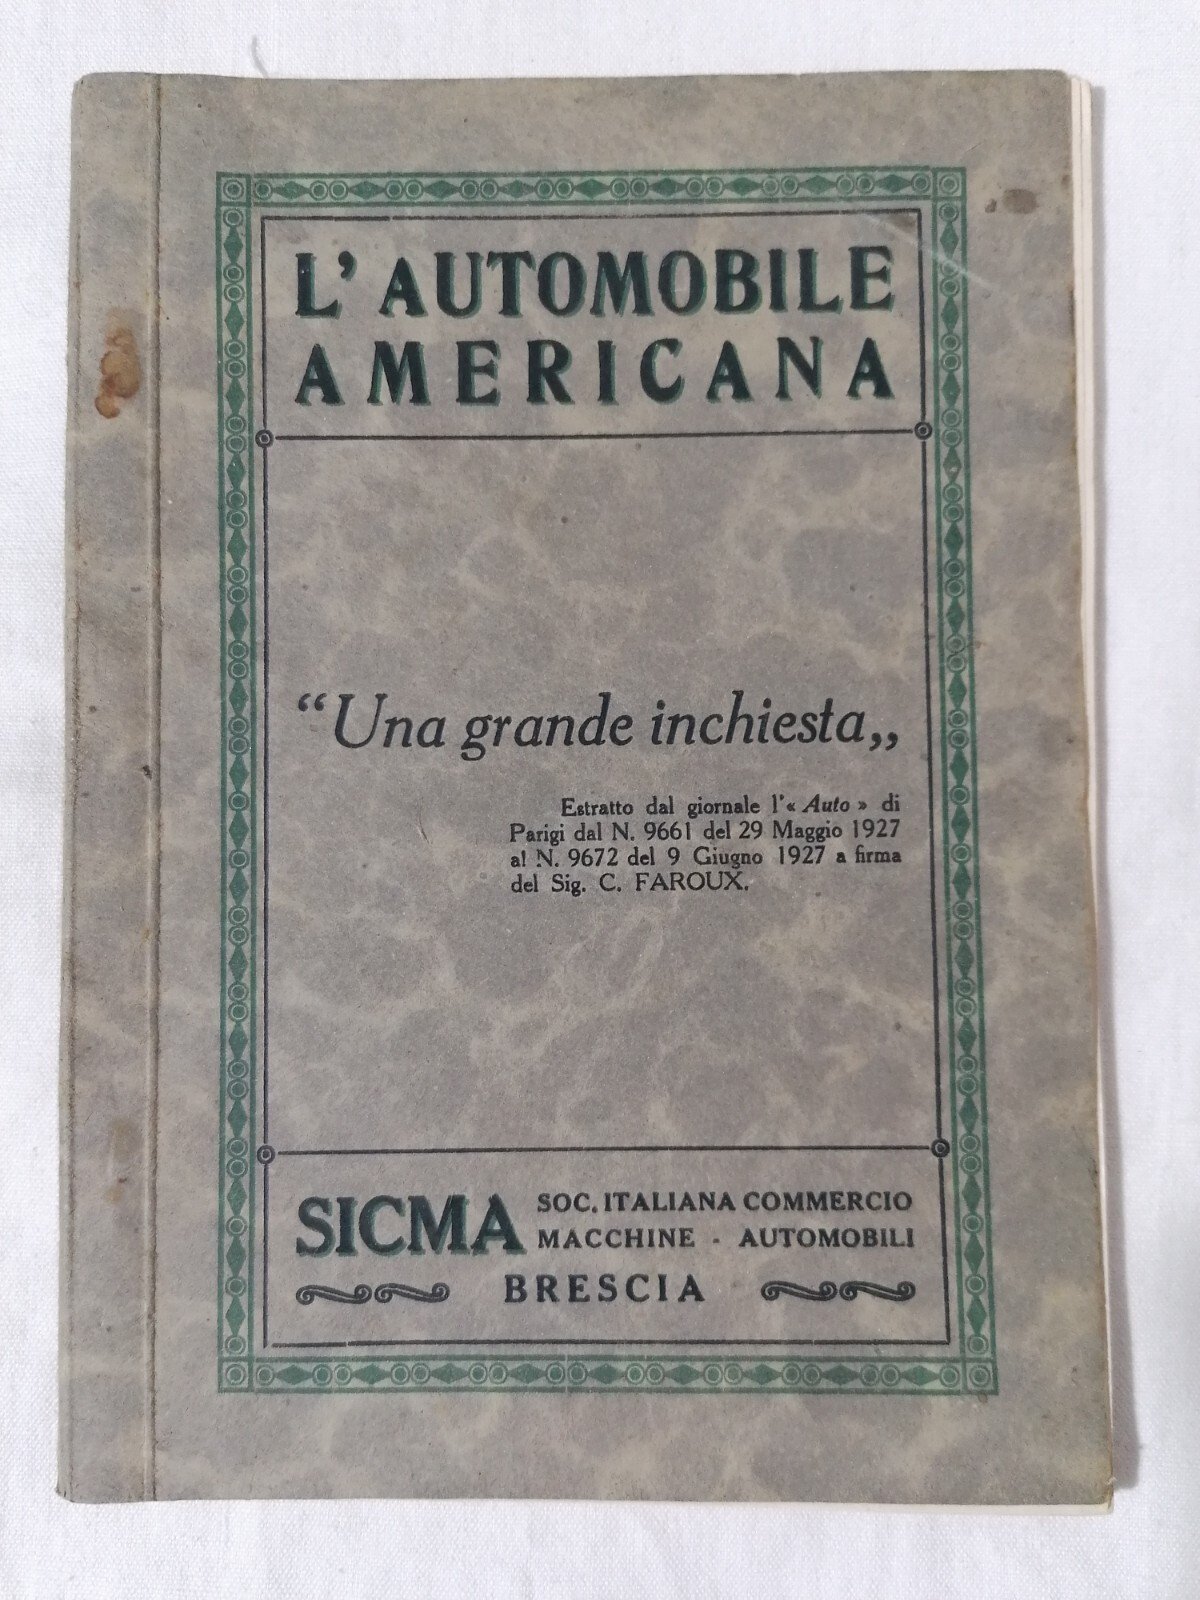 L' AUTOMOBILE
AMERICANA
“Una grande inchiesta„
Estratto dal giornale l'« Auto » di
Parigi dal N. 9661 del 29 Maggio 1927
al N. 9672 del 9 Giugno 1927 a firma
del Sig. C. FAROUX.
SICMA SOC. ITALIANA COMMERCIO
MACCHINE - AUTOMOBILI
BRESCIA